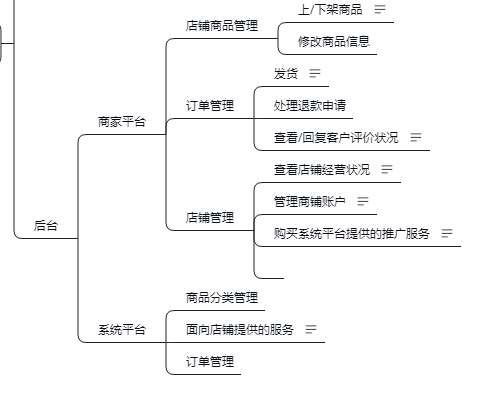 上/下架商品
店铺商品管理
修改商品信息
发货
商家平台
订单管理
处理退款申请
查看/回复客户评价状况
查看店铺经营状况
管理商铺账户
店铺管理
后台
购买系统平台提供的推广服务
商品分类管理
系统平台
面向店铺提供的服务
订单管理